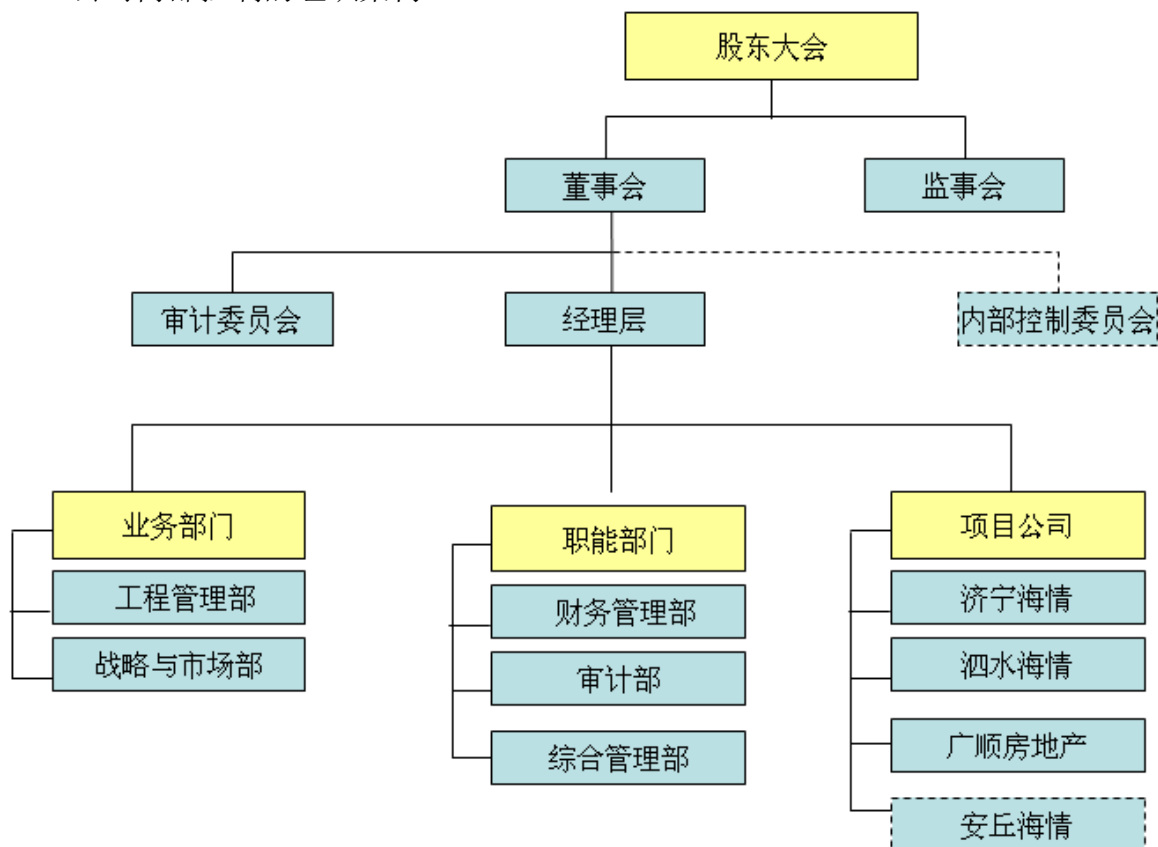 股东大会
董事会
监事会
审计委员会
经理层
内部控制委员会
业务部门
工程管理部
战略与市场部
职能部门
财务管理部
审计部
综合管理部
项目公司
济宁海情
泗水海情
广顺房地产
安丘海情